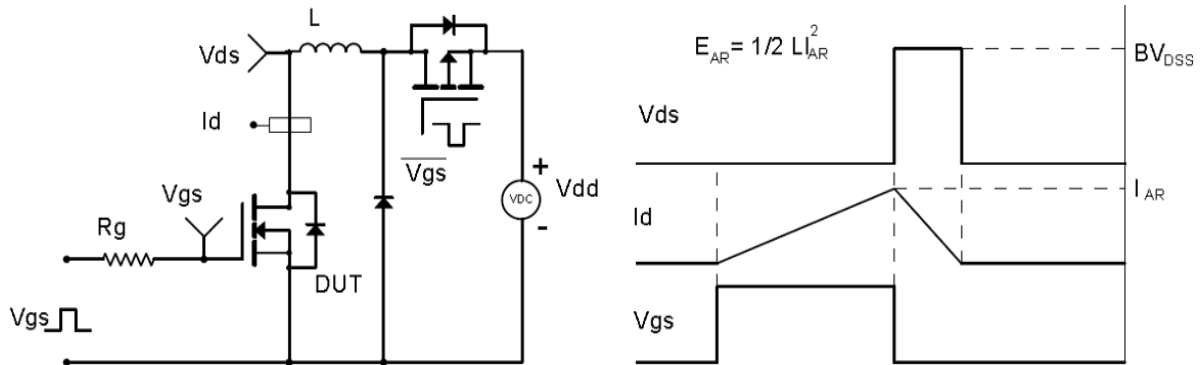 L
Vds
Id
Vgs
Vgs
+
Vdd
VDC
-
Vgs
Rg
DUT
Vgs
E_AR = 1/2 LI_AR^2
BV_DSS
Vds
I_AR
Id
Vgs